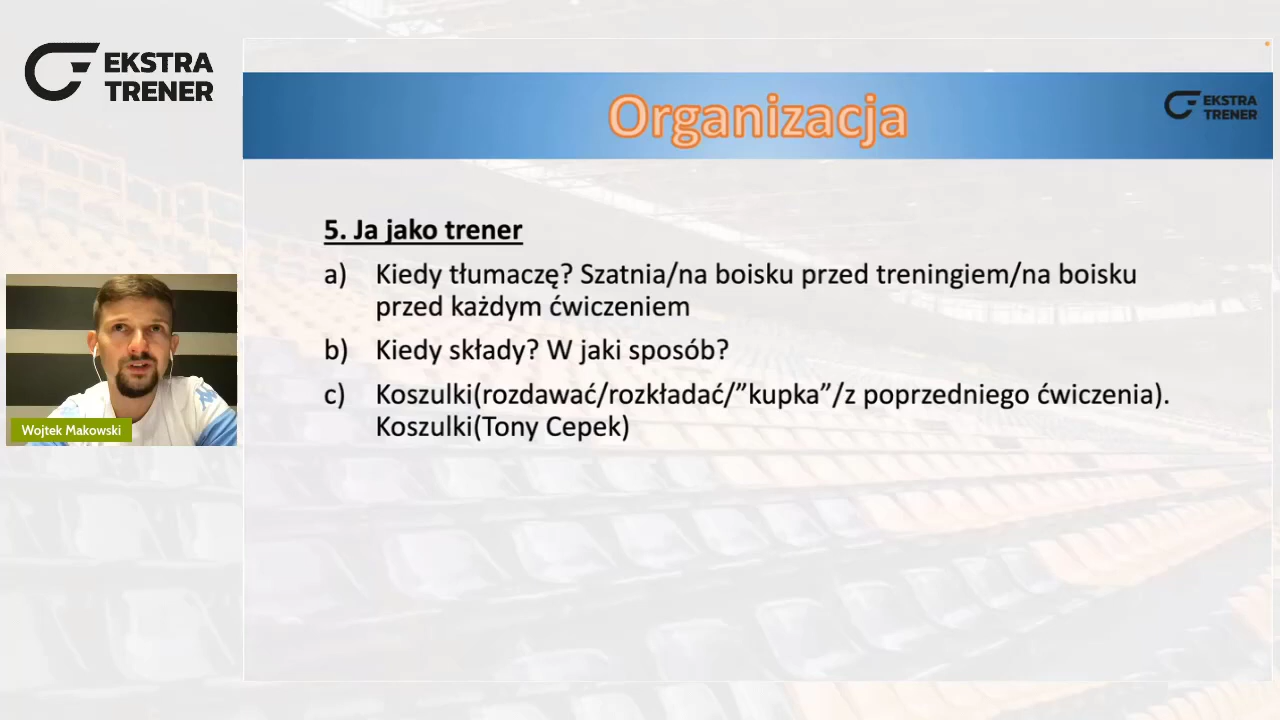 EKSTRA
TRENER
Organizacja
EKSTRA
TRENER
5. Ja jako trener
a) Kiedy tłumaczę? Szatnia/na boisku przed treningiem/na boisku
przed każdym ćwiczeniem
b) Kiedy składy? W jaki sposób?
c) Koszulki(rozdawać/rozkładać/”kupka”/z poprzedniego ćwiczenia).
Koszulki(Tony Cepek)
Wojtek Makowski